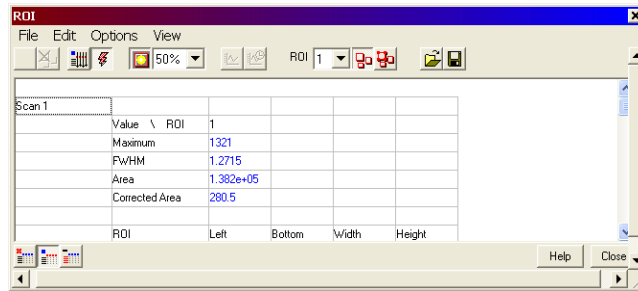 ROI
File Edit Options View
50% ROI 1
Scan 1
Value \ ROI 1
Maximum 1321
FWHM 1.2715
Area 1.382e+05
Corrected Area 280.5
ROI Left Bottom Width Height
Help Close